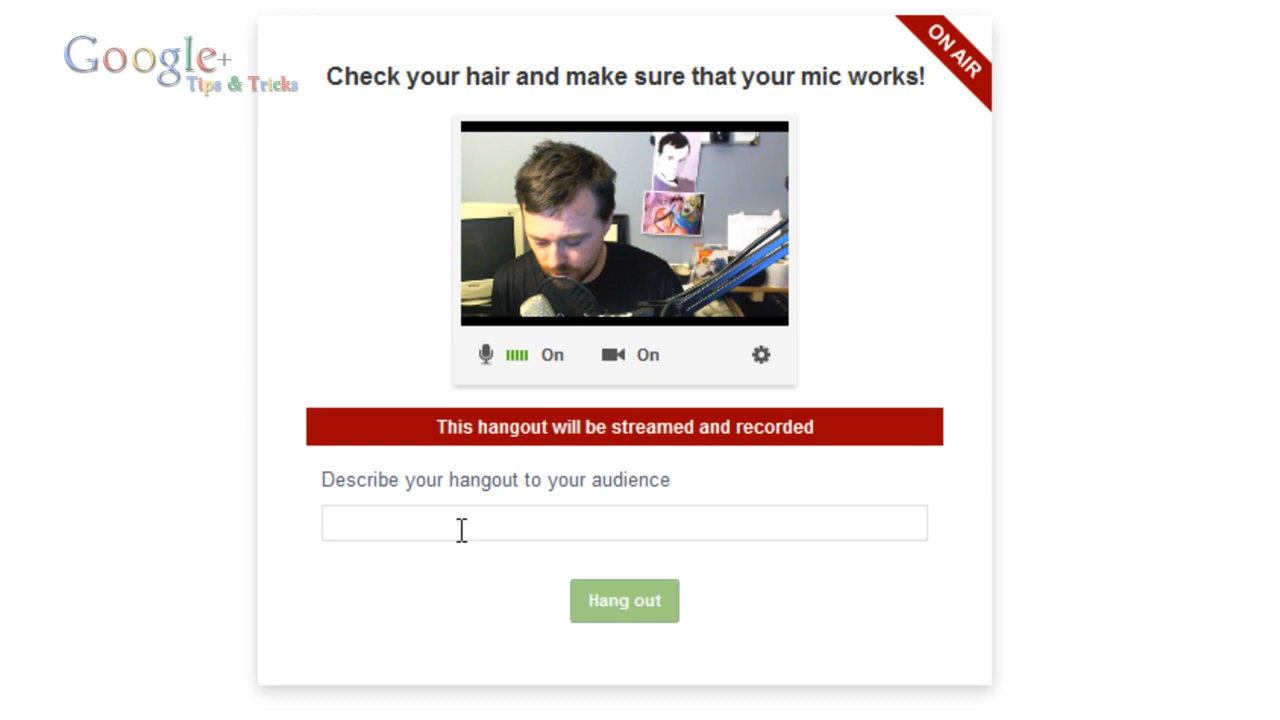 Google+
Tips & Tricks
ON AIR
Check your hair and make sure that your mic works!
On
On
This hangout will be streamed and recorded
Describe your hangout to your audience
Hang out